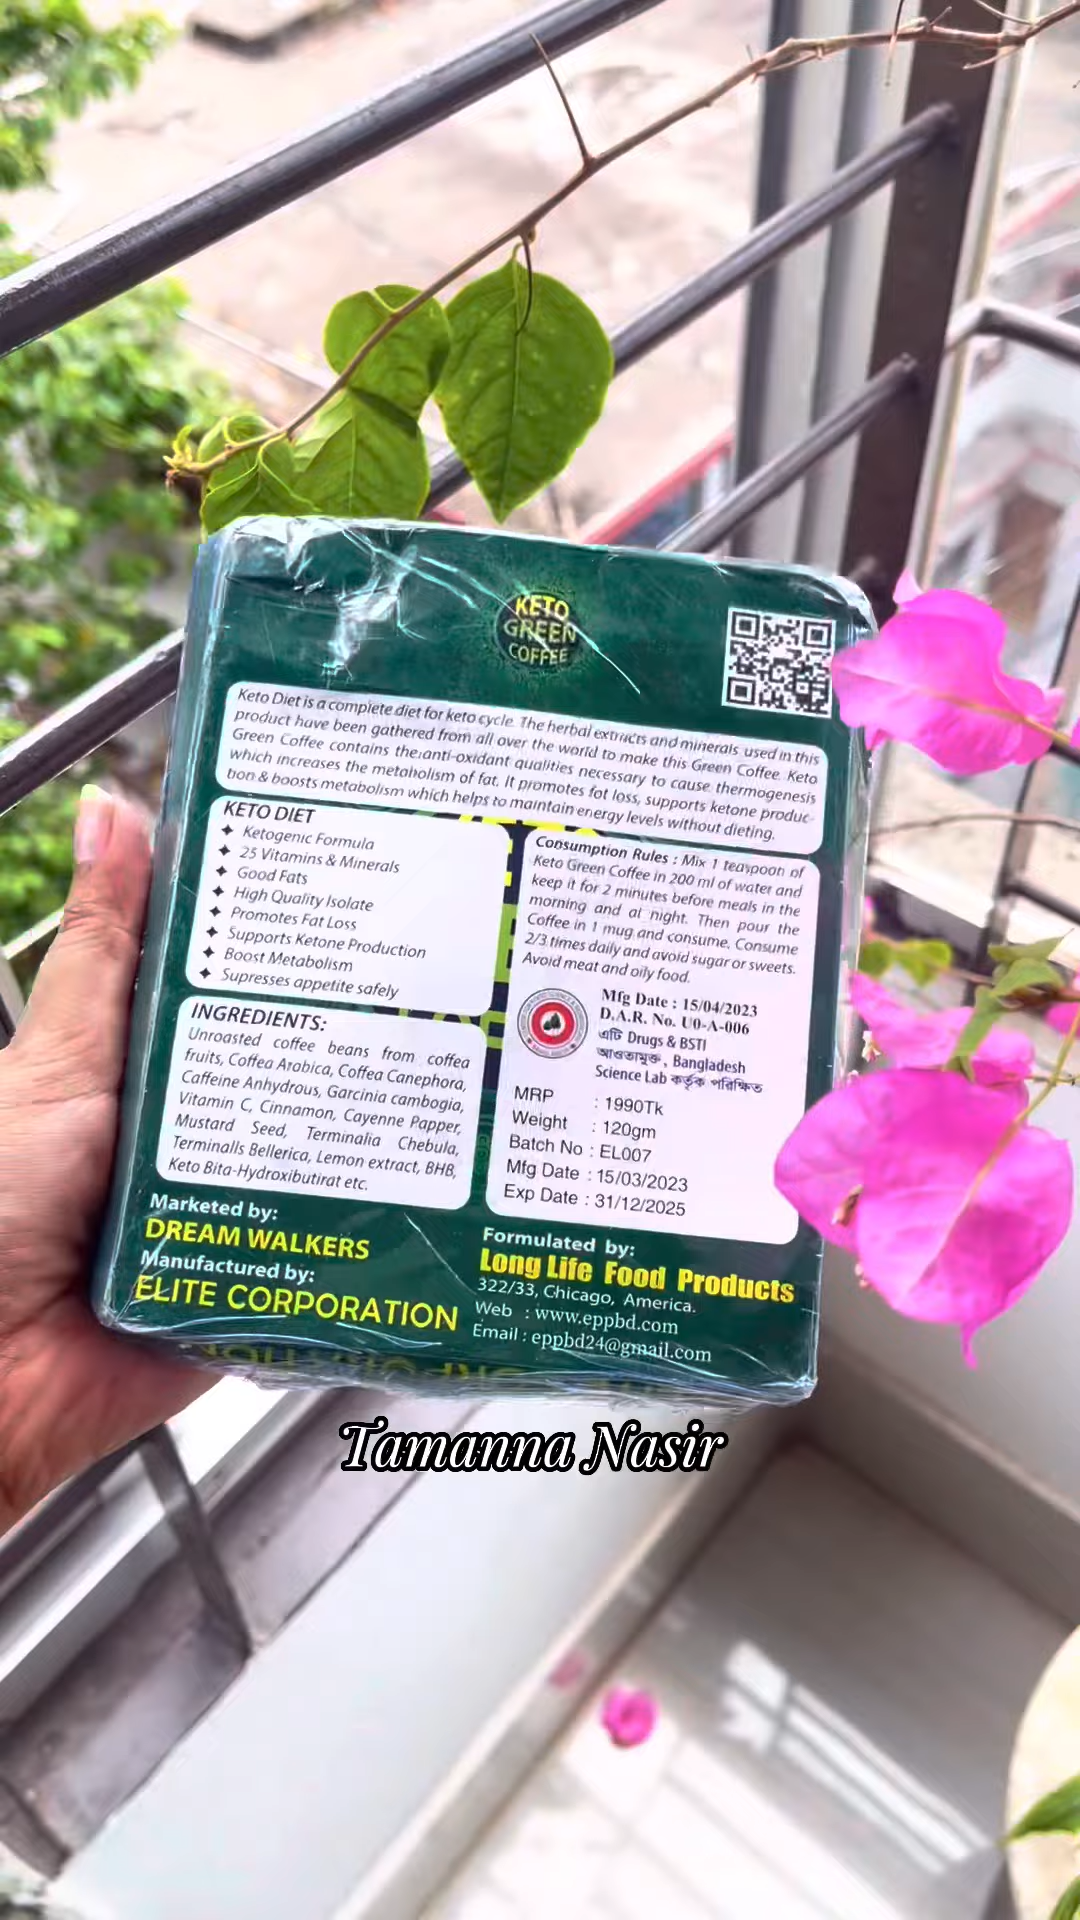 KETO
GREEN
COFFEE
Keto Diet is a complete diet for keto cycle. The herbal extracts and minerals used in this
product have been gathered from all over the world to make this Green Coffee. Keto
Green Coffee contains the anti-oxidant qualities necessary to cause thermogenesis
which increases the metabolism of fat. It promotes fat loss, supports ketone produc-
tion & boosts metabolism which helps to maintain energy levels without dieting.
KETO DIET
✦ Ketogenic Formula
✦ 25 Vitamins & Minerals
✦ Good Fats
✦ High Quality Isolate
✦ Promotes Fat Loss
✦ Supports Ketone Production
✦ Boost Metabolism
✦ Supresses appetite safely
INGREDIENTS:
Unroasted coffee beans from coffea
fruits, Coffea Arabica, Coffea Canephora,
Caffeine Anhydrous, Garcinia cambogia,
Vitamin C, Cinnamon, Cayenne Papper,
Mustard Seed, Terminalia Chebula,
Terminalls Bellerica, Lemon extract, BHB,
Keto Bita-Hydroxibutirat etc.
Consumption Rules : Mix 1 teaspoon of
Keto Green Coffee in 200 ml of water and
keep it for 2 minutes before meals in the
morning and at night. Then pour the
Coffee in 1 mug and consume. Consume
2/3 times daily and avoid sugar or sweets.
Avoid meat and oily food.
Mfg Date : 15/04/2023
D.A.R. No. U0-A-006
এটি Drugs & BSTI
আওতামুক্ত, Bangladesh
Science Lab কর্তৃক পরিক্ষিত
MRP : 1990Tk
Weight : 120gm
Batch No : EL007
Mfg Date : 15/03/2023
Exp Date : 31/12/2025
Marketed by:
DREAM WALKERS
Manufactured by:
ELITE CORPORATION
Formulated by:
Long Life Food Products
322/33, Chicago, America.
Web : www.eppbd.com
Email : eppbd24@gmail.com
Tamanna Nasir